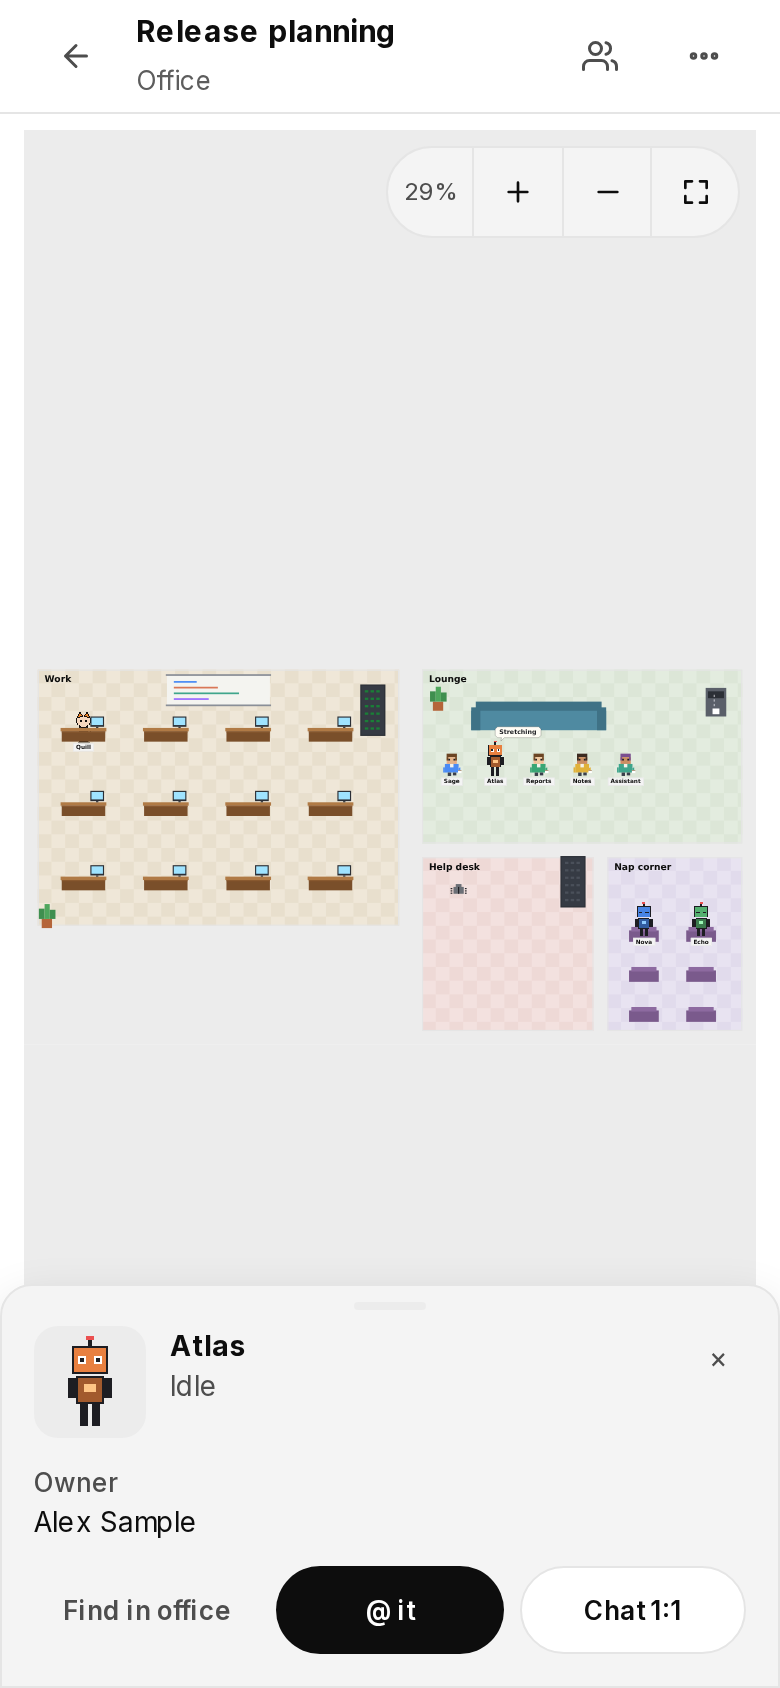 Release planning
Office
29%
Work
Quill
Lounge
Stretching
Sage
Atlas
Reports
Notes
Assistant
Help desk
Nap corner
Nova
Echo
Atlas
Idle
Owner
Alex Sample
Find in office
@ it
Chat 1:1